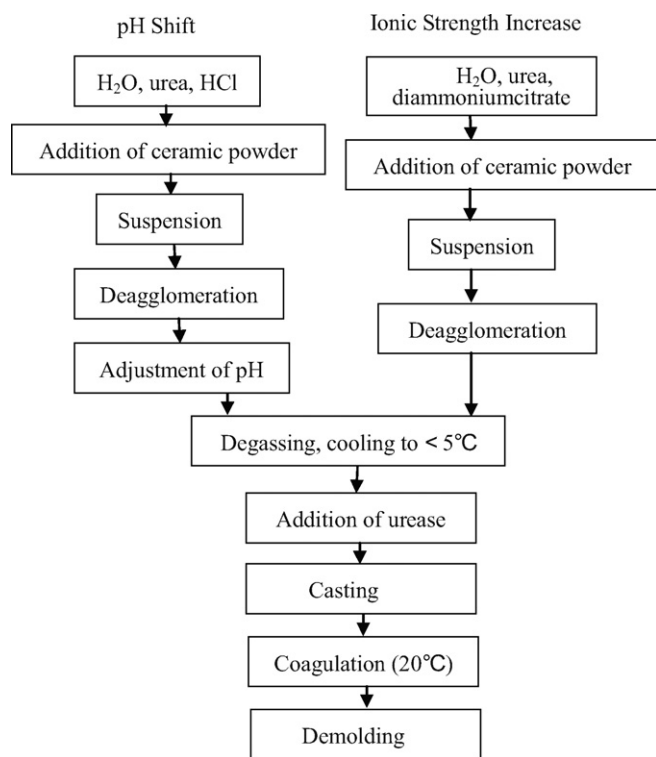 pH Shift
H₂O, urea, HCl
Addition of ceramic powder
Suspension
Deagglomeration
Adjustment of pH
Ionic Strength Increase
H₂O, urea,
diammoniumcitrate
Addition of ceramic powder
Suspension
Deagglomeration
Degassing, cooling to < 5℃
Addition of urease
Casting
Coagulation (20℃)
Demolding